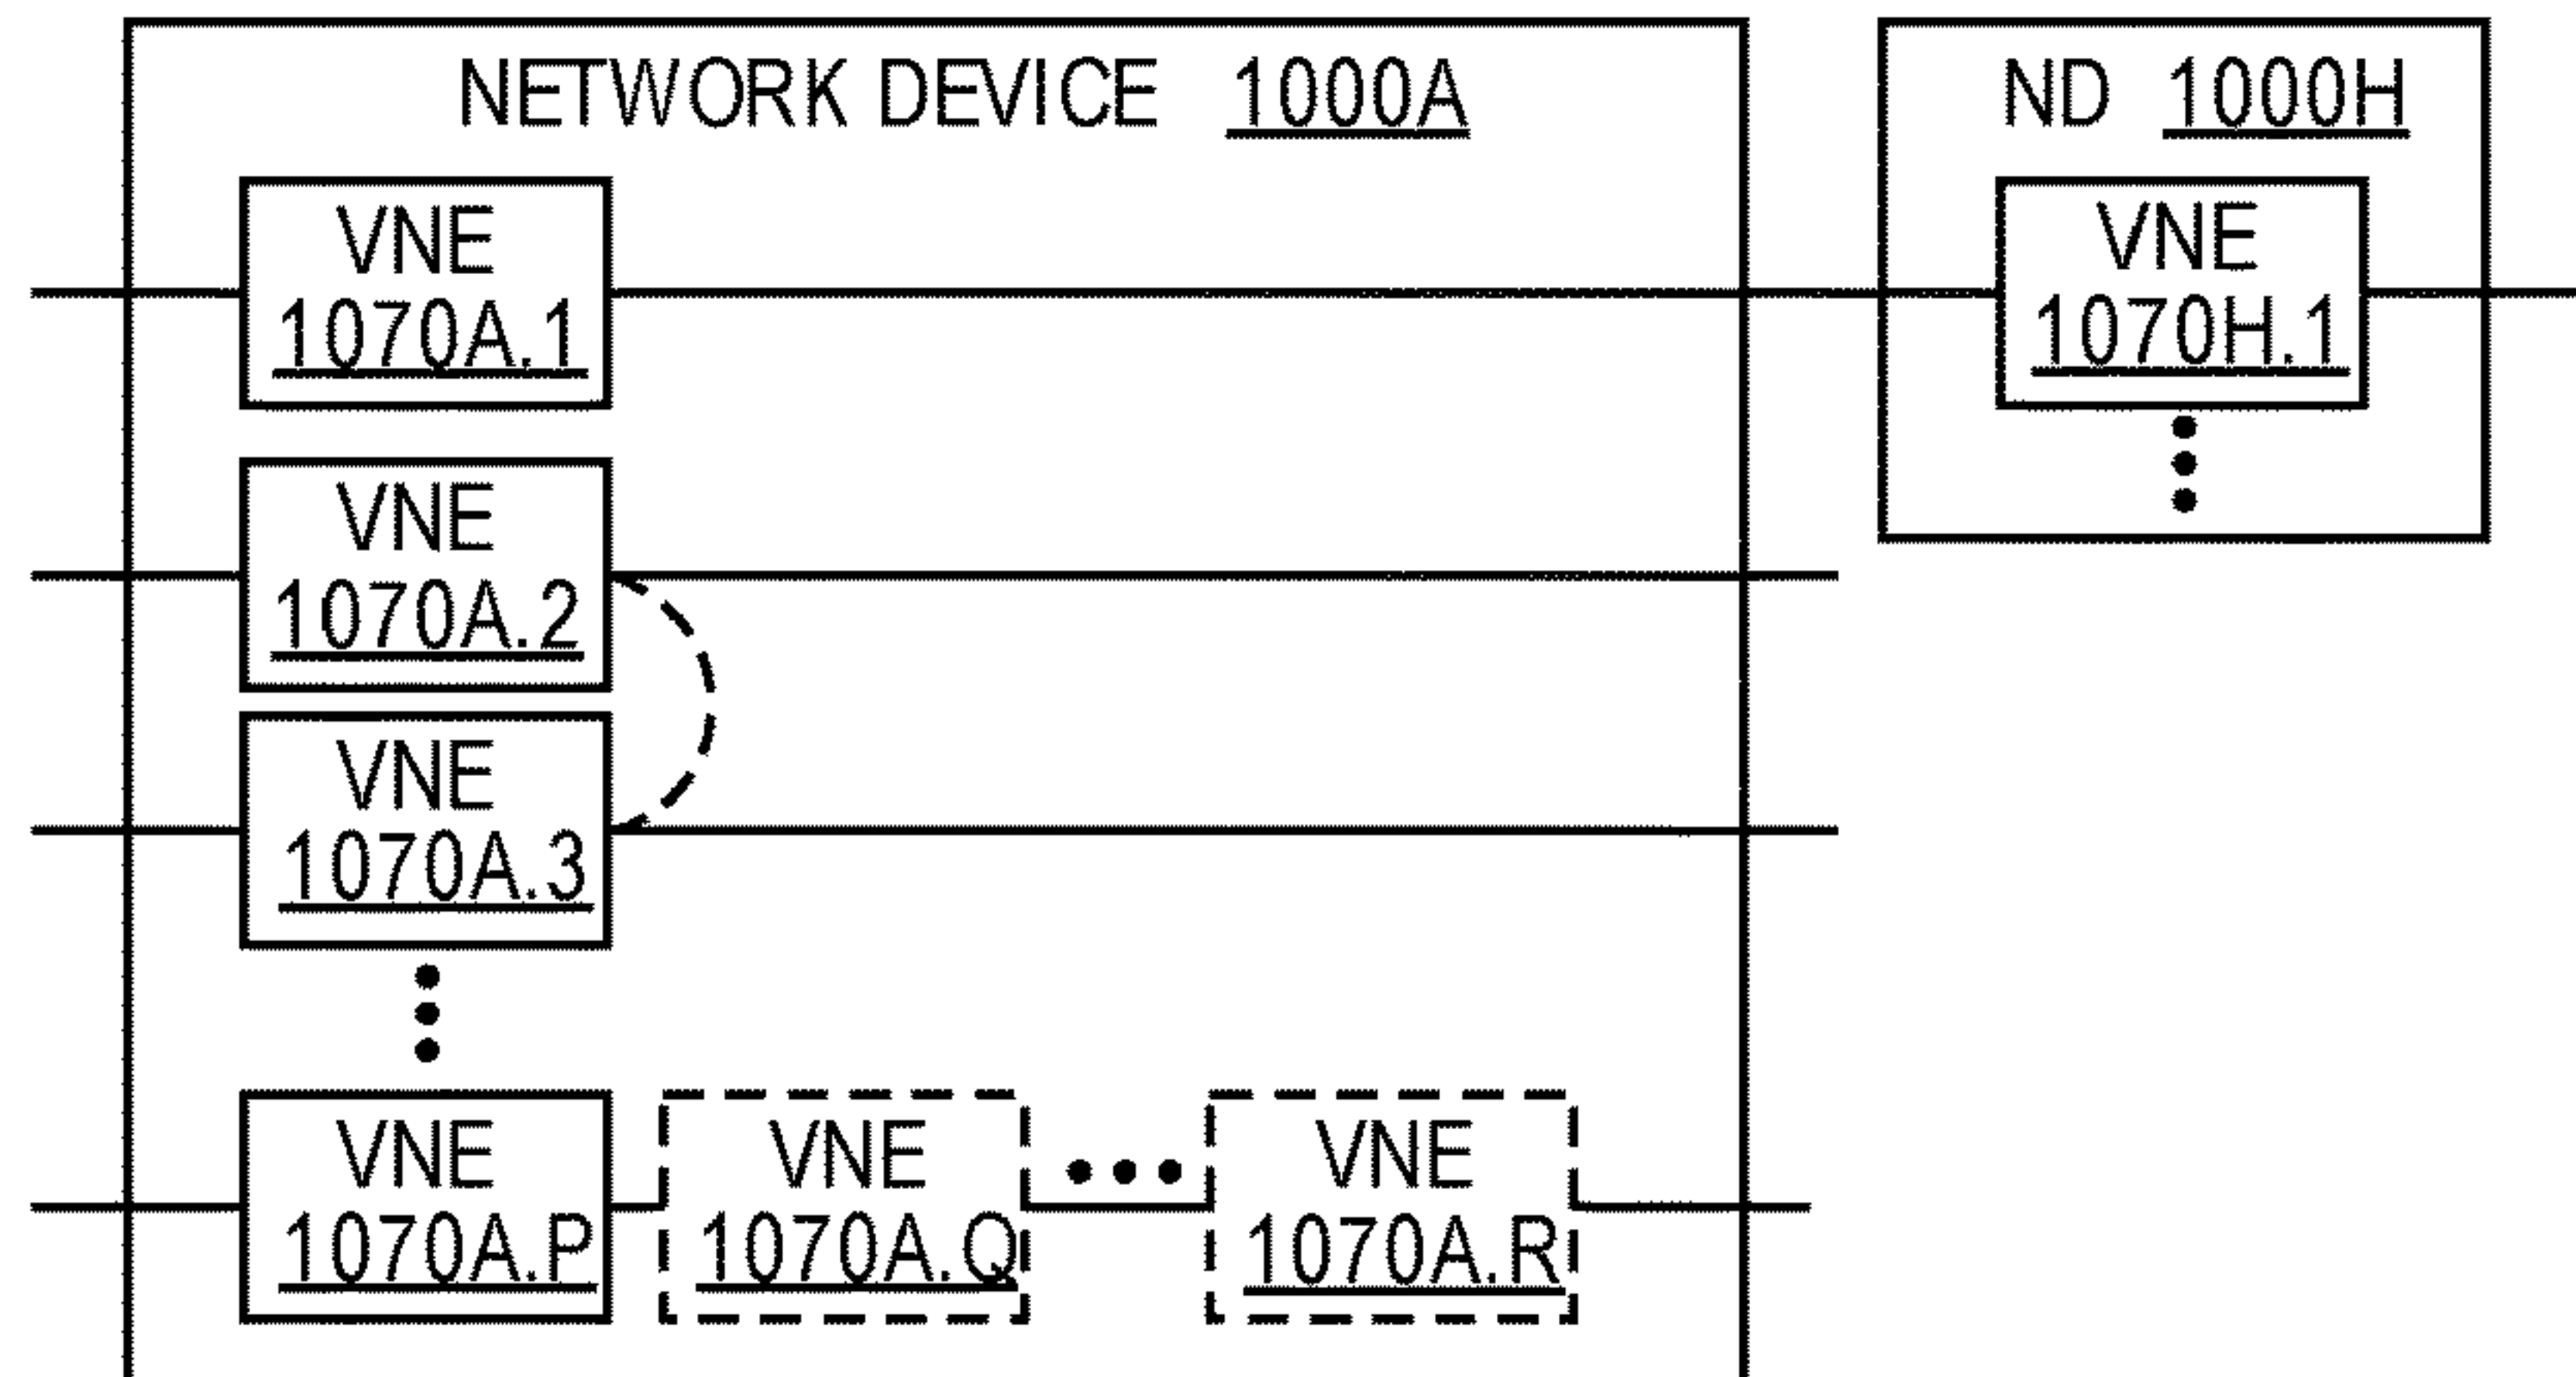 NETWORK DEVICE 1000A
ND 1000H
VNE
1070A.1
VNE
1070H.1
VNE
1070A.2
VNE
1070A.3
VNE
1070A.P
VNE
1070A.Q
VNE
1070A.R